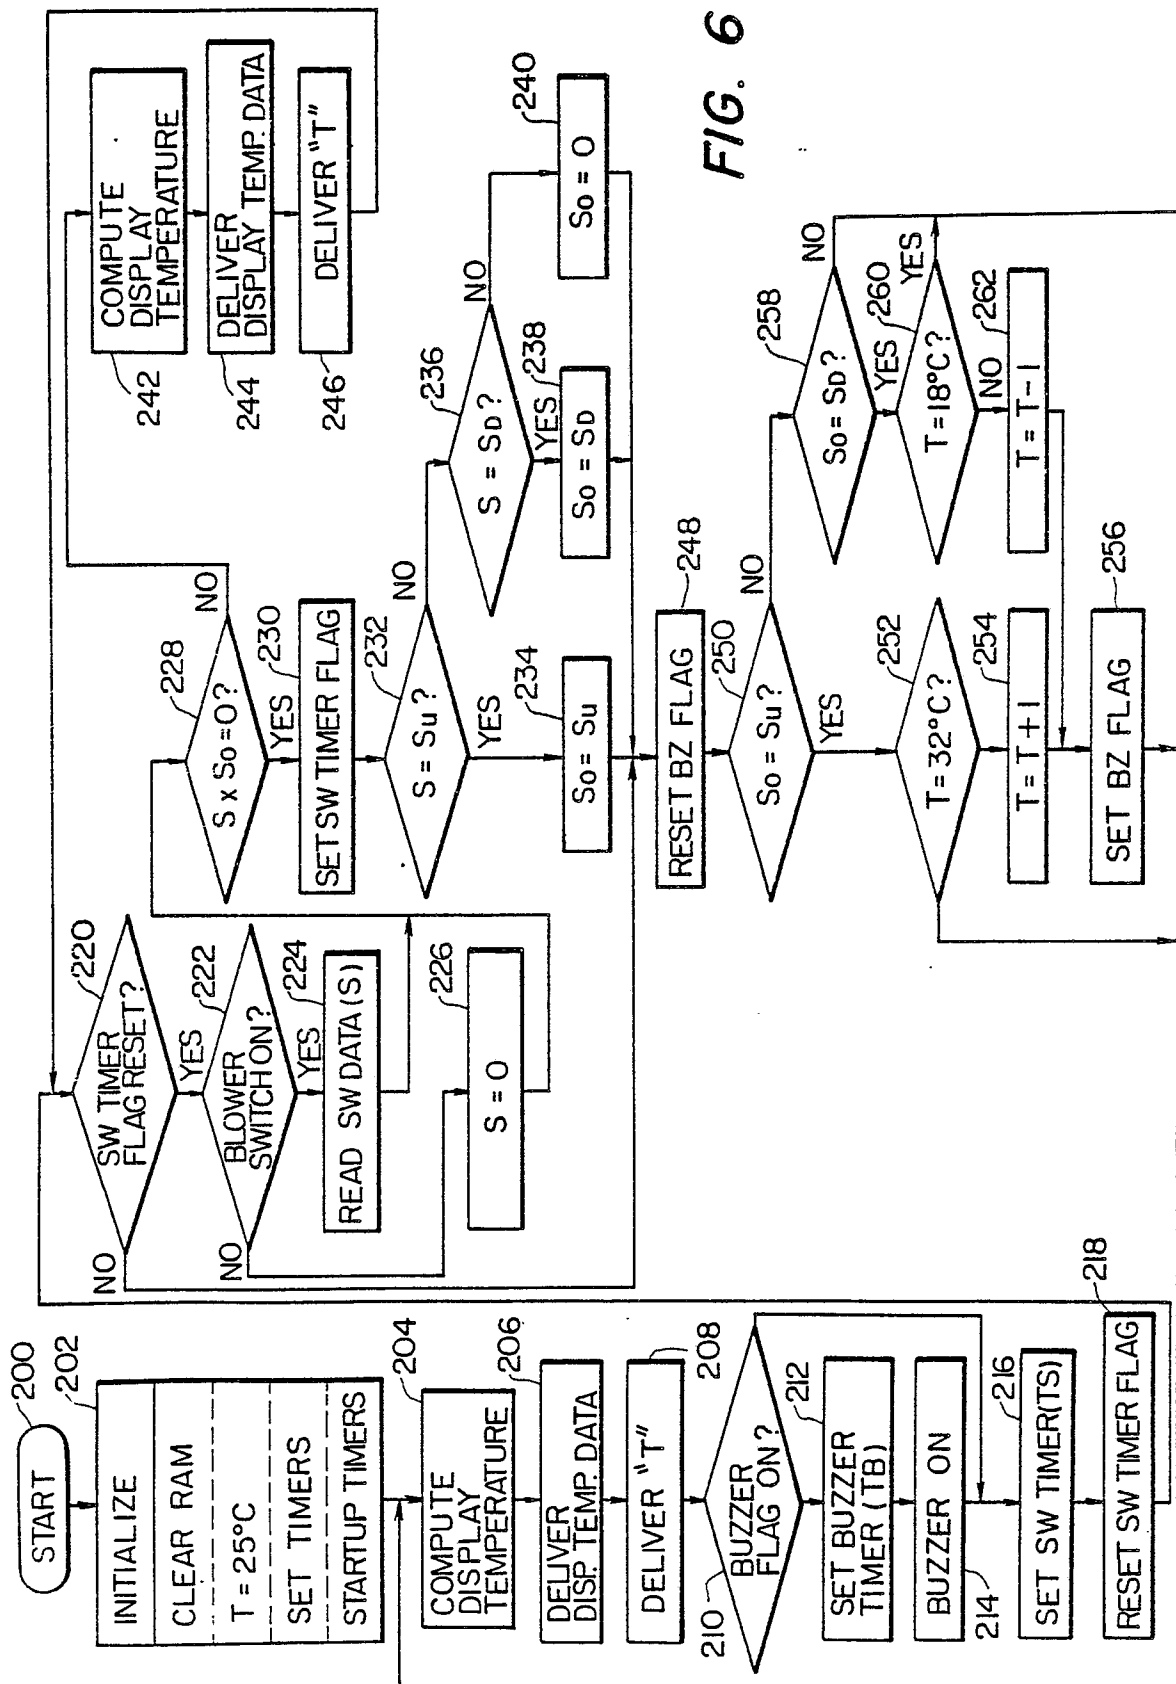 START
200
INITIALIZE
202
CLEAR RAM
T = 25°C
SET TIMERS
STARTUP TIMERS
COMPUTE
DISPLAY
TEMPERATURE
204
DELIVER
DISP. TEMP. DATA
206
DELIVER "T"
208
BUZZER
FLAG ON?
210
SET BUZZER
TIMER (TB)
212
BUZZER ON
214
SET SW TIMER(TS)
216
RESET SW TIMER FLAG
218
SW TIMER
FLAG RESET?
220
NO
YES
BLOWER
SWITCH ON?
222
NO
YES
READ SW DATA (S)
224
S = O
226
S x So = O?
228
NO
YES
SET SW TIMER FLAG
230
S = Su?
232
NO
YES
So = Su
234
S = SD?
236
NO
YES
So = SD
238
So = O
240
COMPUTE
DISPLAY
TEMPERATURE
242
DELIVER
DISPLAY TEMP. DATA
244
DELIVER "T"
246
RESET BZ FLAG
248
So = Su?
250
NO
YES
T = 32°C?
252
T = T + 1
254
SET BZ FLAG
256
So = SD?
258
NO
YES
T = 18°C?
260
YES
NO
T = T - 1
262
FIG. 6